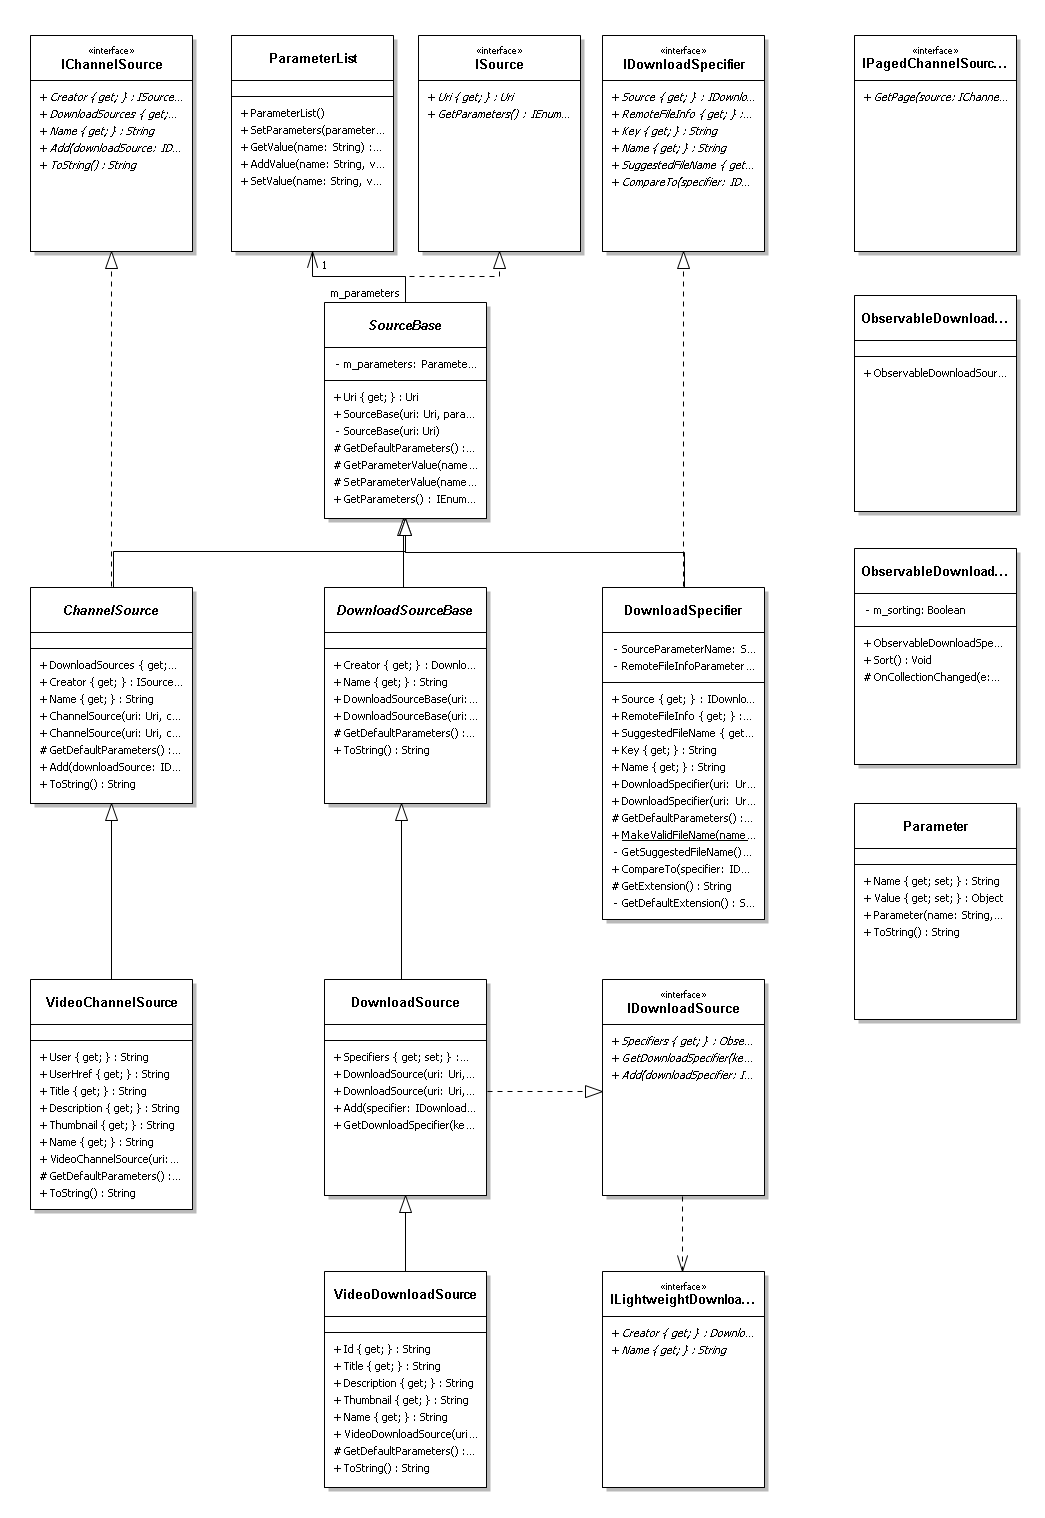 «interface»
IChannelSource
+ Creator { get; } : ISource...
+ DownloadSources { get;...
+ Name { get; } : String
+ Add(downloadSource: ID...
+ ToString() : String
ParameterList
+ ParameterList()
+ SetParameters(parameter...
+ GetValue(name: String) :...
+ AddValue(name: String, v...
+ SetValue(name: String, v...
«interface»
ISource
+ Uri { get; } : Uri
+ GetParameters() : IEnum...
«interface»
IDownloadSpecifier
+ Source { get; } : IDownlo...
+ RemoteFileInfo { get; } :...
+ Key { get; } : String
+ Name { get; } : String
+ SuggestedFileName { get...
+ CompareTo(specifier: ID...
«interface»
IPagedChannelSourc...
+ GetPage(source: IChanne...
1
m_parameters
SourceBase
- m_parameters: Paramete...
+ Uri { get; } : Uri
+ SourceBase(uri: Uri, para...
- SourceBase(uri: Uri)
# GetDefaultParameters() :...
# GetParameterValue(name...
# SetParameterValue(name...
+ GetParameters() : IEnum...
ObservableDownload...
+ ObservableDownloadSour...
ObservableDownload...
- m_sorting: Boolean
+ ObservableDownloadSpe...
+ Sort() : Void
# OnCollectionChanged(e:...
ChannelSource
+ DownloadSources { get;...
+ Creator { get; } : ISource...
+ Name { get; } : String
+ ChannelSource(uri: Uri, c...
+ ChannelSource(uri: Uri, c...
# GetDefaultParameters() :...
+ Add(downloadSource: ID...
+ ToString() : String
DownloadSourceBase
+ Creator { get; } : Downlo...
+ Name { get; } : String
+ DownloadSourceBase(uri:...
+ DownloadSourceBase(uri:...
# GetDefaultParameters() :...
+ ToString() : String
DownloadSpecifier
- SourceParameterName: S...
- RemoteFileInfoParameter...
+ Source { get; } : IDownlo...
+ RemoteFileInfo { get; } :...
+ SuggestedFileName { get...
+ Key { get; } : String
+ Name { get; } : String
+ DownloadSpecifier(uri: Ur...
+ DownloadSpecifier(uri: Ur...
# GetDefaultParameters() :...
+ MakeValidFileName(name...
- GetSuggestedFileName()...
+ CompareTo(specifier: ID...
# GetExtension() : String
- GetDefaultExtension() : S...
Parameter
+ Name { get; set; } : String
+ Value { get; set; } : Object
+ Parameter(name: String,...
+ ToString() : String
VideoChannelSource
+ User { get; } : String
+ UserHref { get; } : String
+ Title { get; } : String
+ Description { get; } : String
+ Thumbnail { get; } : String
+ Name { get; } : String
+ VideoChannelSource(uri:...
# GetDefaultParameters() :...
+ ToString() : String
DownloadSource
+ Specifiers { get; set; } :...
+ DownloadSource(uri: Uri,...
+ DownloadSource(uri: Uri,...
+ Add(specifier: IDownload...
+ GetDownloadSpecifier(ke...
«interface»
IDownloadSource
+ Specifiers { get; } : Obse...
+ GetDownloadSpecifier(ke...
+ Add(downloadSpecifier: I...
VideoDownloadSource
+ Id { get; } : String
+ Title { get; } : String
+ Description { get; } : String
+ Thumbnail { get; } : String
+ Name { get; } : String
+ VideoDownloadSource(uri...
# GetDefaultParameters() :...
+ ToString() : String
«interface»
ILightweightDownloa...
+ Creator { get; } : Downlo...
+ Name { get; } : String